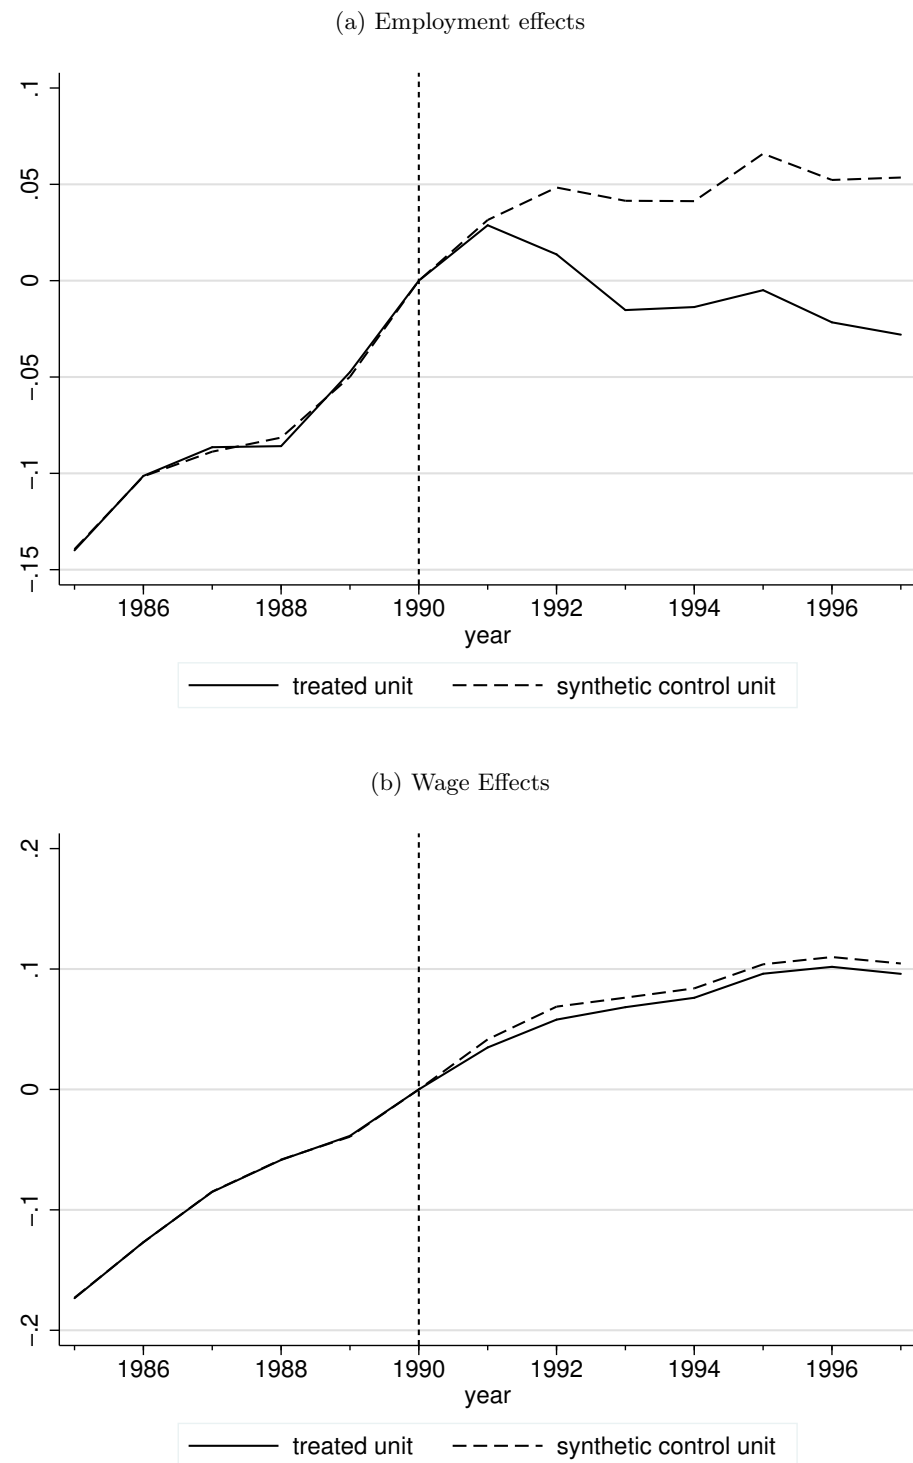 (a) Employment effects
.1
.05
0
−.05
−.1
−.15
1986 1988 1990 1992 1994 1996
year
treated unit synthetic control unit
(b) Wage Effects
.2
.1
0
−.1
−.2
1986 1988 1990 1992 1994 1996
year
treated unit synthetic control unit